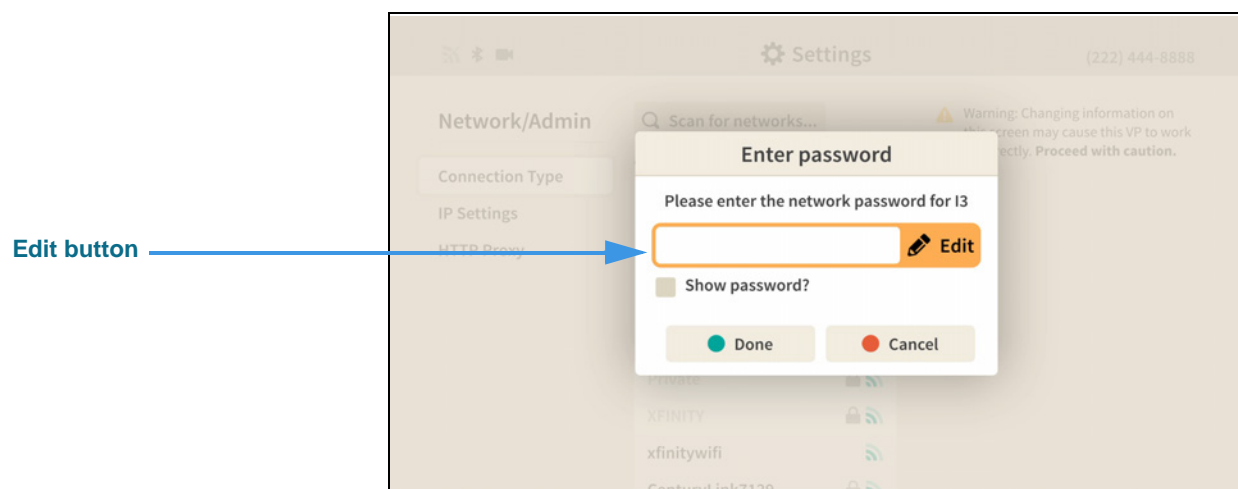 Settings
(222) 444-8888
Network/Admin
Scan for networks...
Warning: Changing information on
this screen may cause this VP to work
rectly. Proceed with caution.
Enter password
Connection Type
Please enter the network password for I3
IP Settings
Edit button
HTTP Proxy
Edit
Show password?
Done
Cancel
Private
XFINITY
xfinitywifi
CenturyLink7129